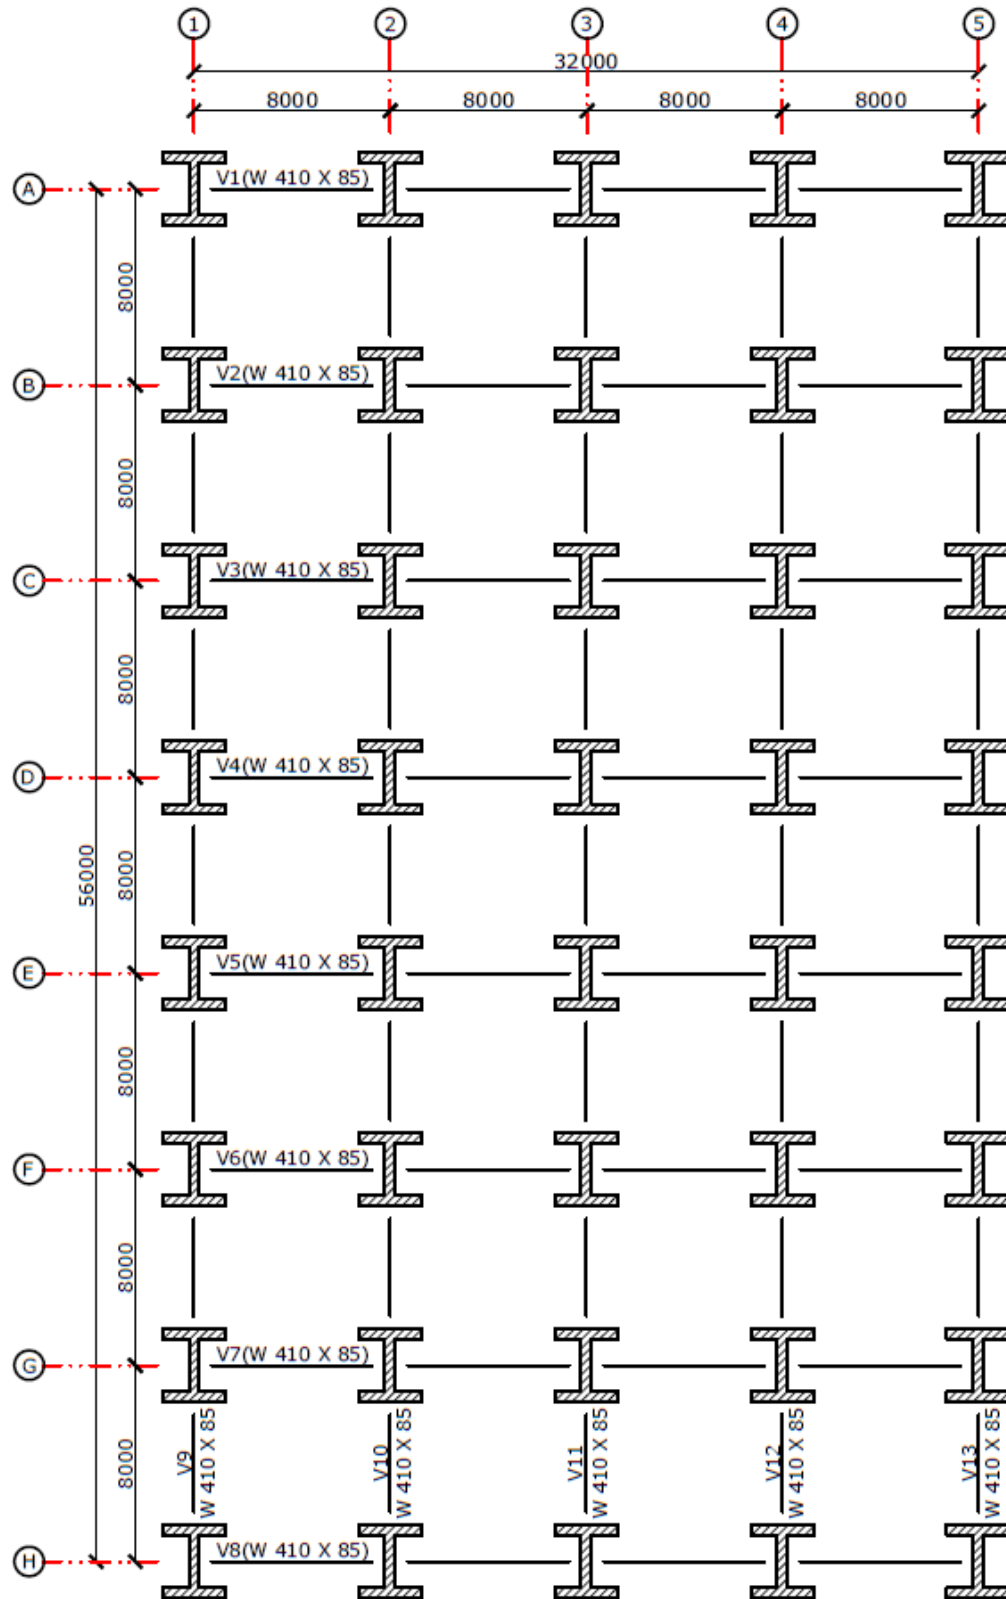 1 2 3 4 5
32000
8000 8000 8000 8000
A V1(W 410 X 85)
8000
B V2(W 410 X 85)
8000
C V3(W 410 X 85)
8000
D V4(W 410 X 85)
56000 8000
E V5(W 410 X 85)
8000
F V6(W 410 X 85)
8000
G V7(W 410 X 85)
8000
V9
W 410 X 85
V10
W 410 X 85
V11
W 410 X 85
V12
W 410 X 85
V13
W 410 X 85
H V8(W 410 X 85)